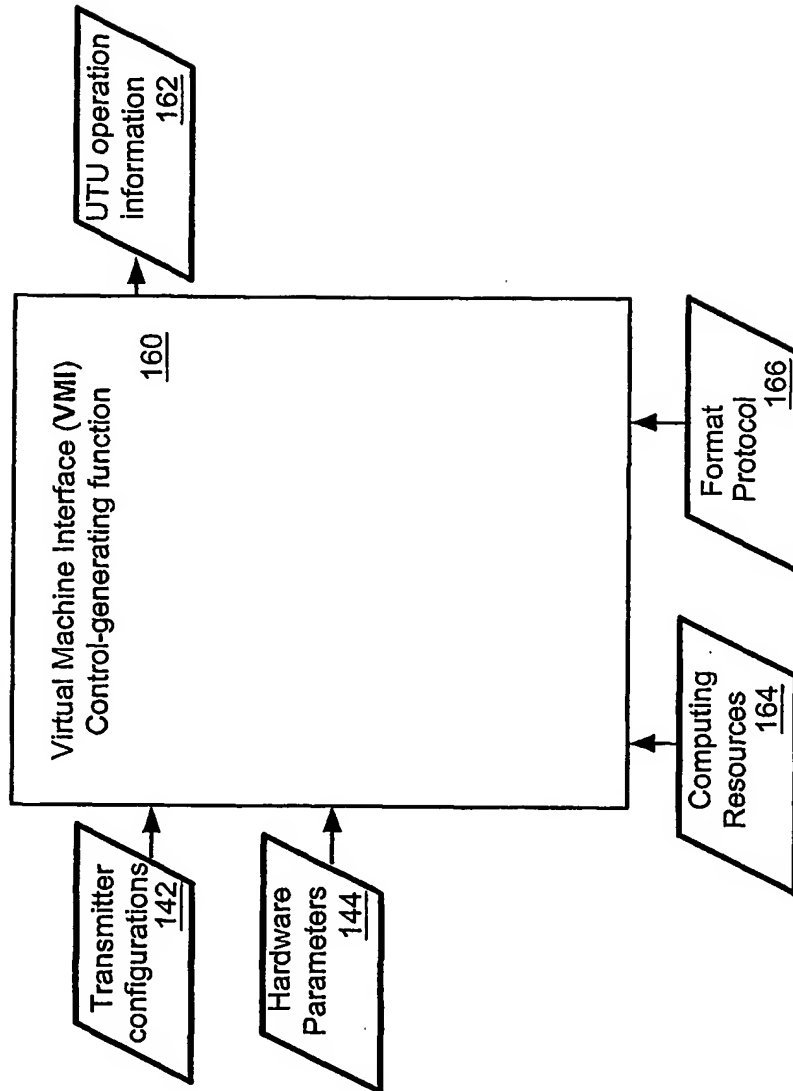 Virtual Machine Interface (VMI)
Control-generating function
160
Transmitter
configurations
142
Hardware
Parameters
144
UTU operation
information
162
Computing
Resources
164
Format
Protocol
166